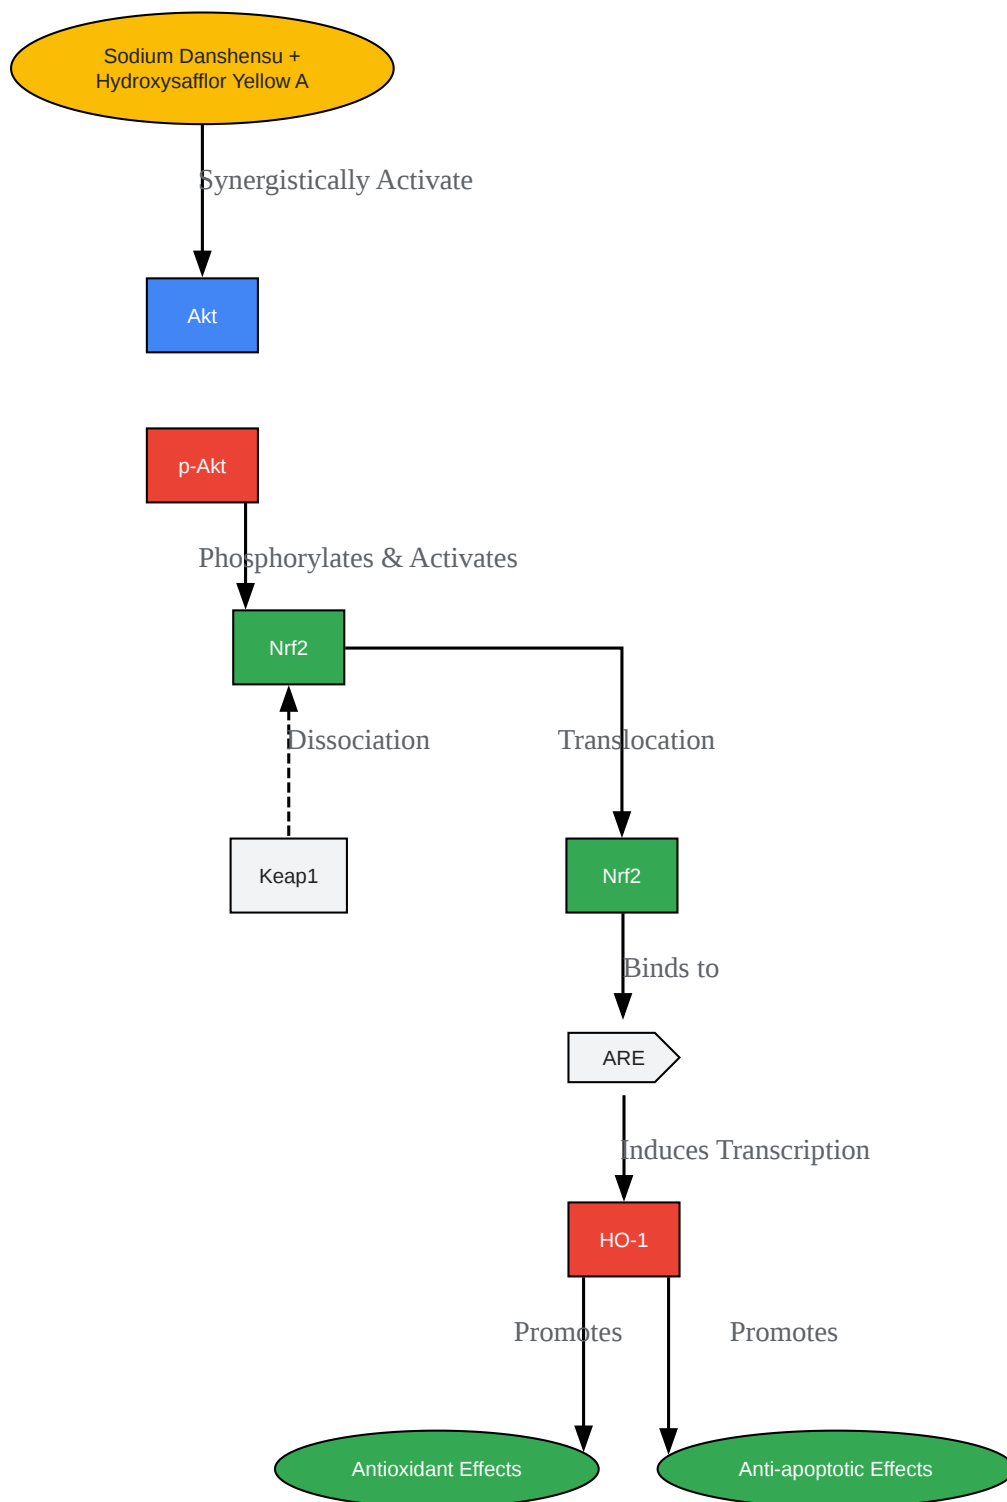 Sodium Danshensu +
Hydroxysafflor Yellow A
Synergistically Activate
Akt
p-Akt
Phosphorylates & Activates
Nrf2
Dissociation
Translocation
Keap1
Nrf2
Binds to
ARE
Induces Transcription
HO-1
Promotes
Promotes
Antioxidant Effects
Anti-apoptotic Effects